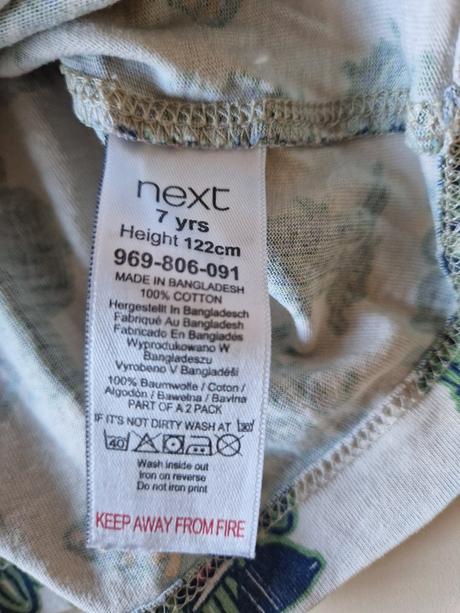 next
7 yrs
Height 122cm
969-806-091
MADE IN BANGLADESH
100% COTTON
Hergestellt In Bangladesch
Fabriqué Au Bangladesh
Fabricado En Bangladés
Wyprodukowano W
Bangladeszu
Vyrobeno V Bangladéši
100% Baumwolle / Coton /
Algodón / Bawełna / Bavlna
PART OF A 2 PACK
IF IT'S NOT DIRTY WASH AT 30°
40°
Wash inside out
Iron on reverse
Do not iron print
KEEP AWAY FROM FIRE